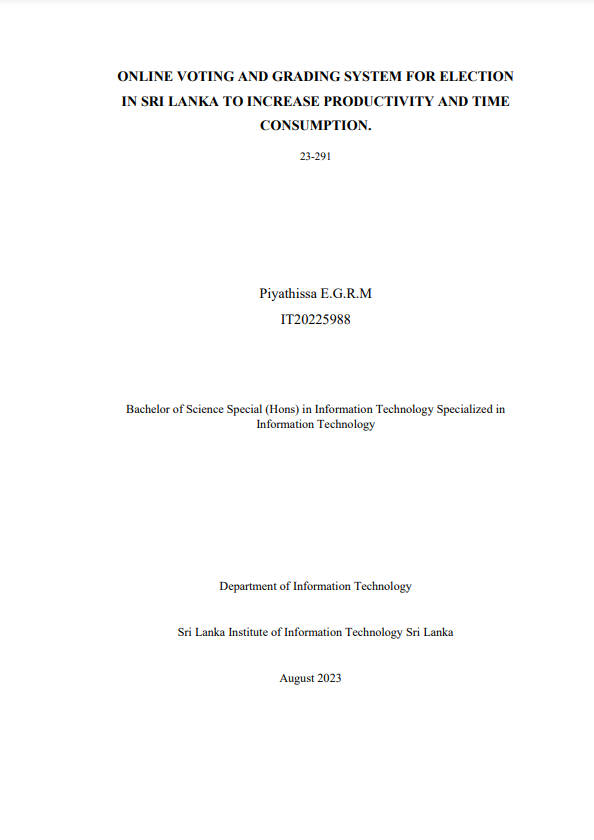 ONLINE VOTING AND GRADING SYSTEM FOR ELECTION
IN SRI LANKA TO INCREASE PRODUCTIVITY AND TIME
CONSUMPTION.
23-291
Piyathissa E.G.R.M
IT20225988
Bachelor of Science Special (Hons) in Information Technology Specialized in
Information Technology
Department of Information Technology
Sri Lanka Institute of Information Technology Sri Lanka
August 2023